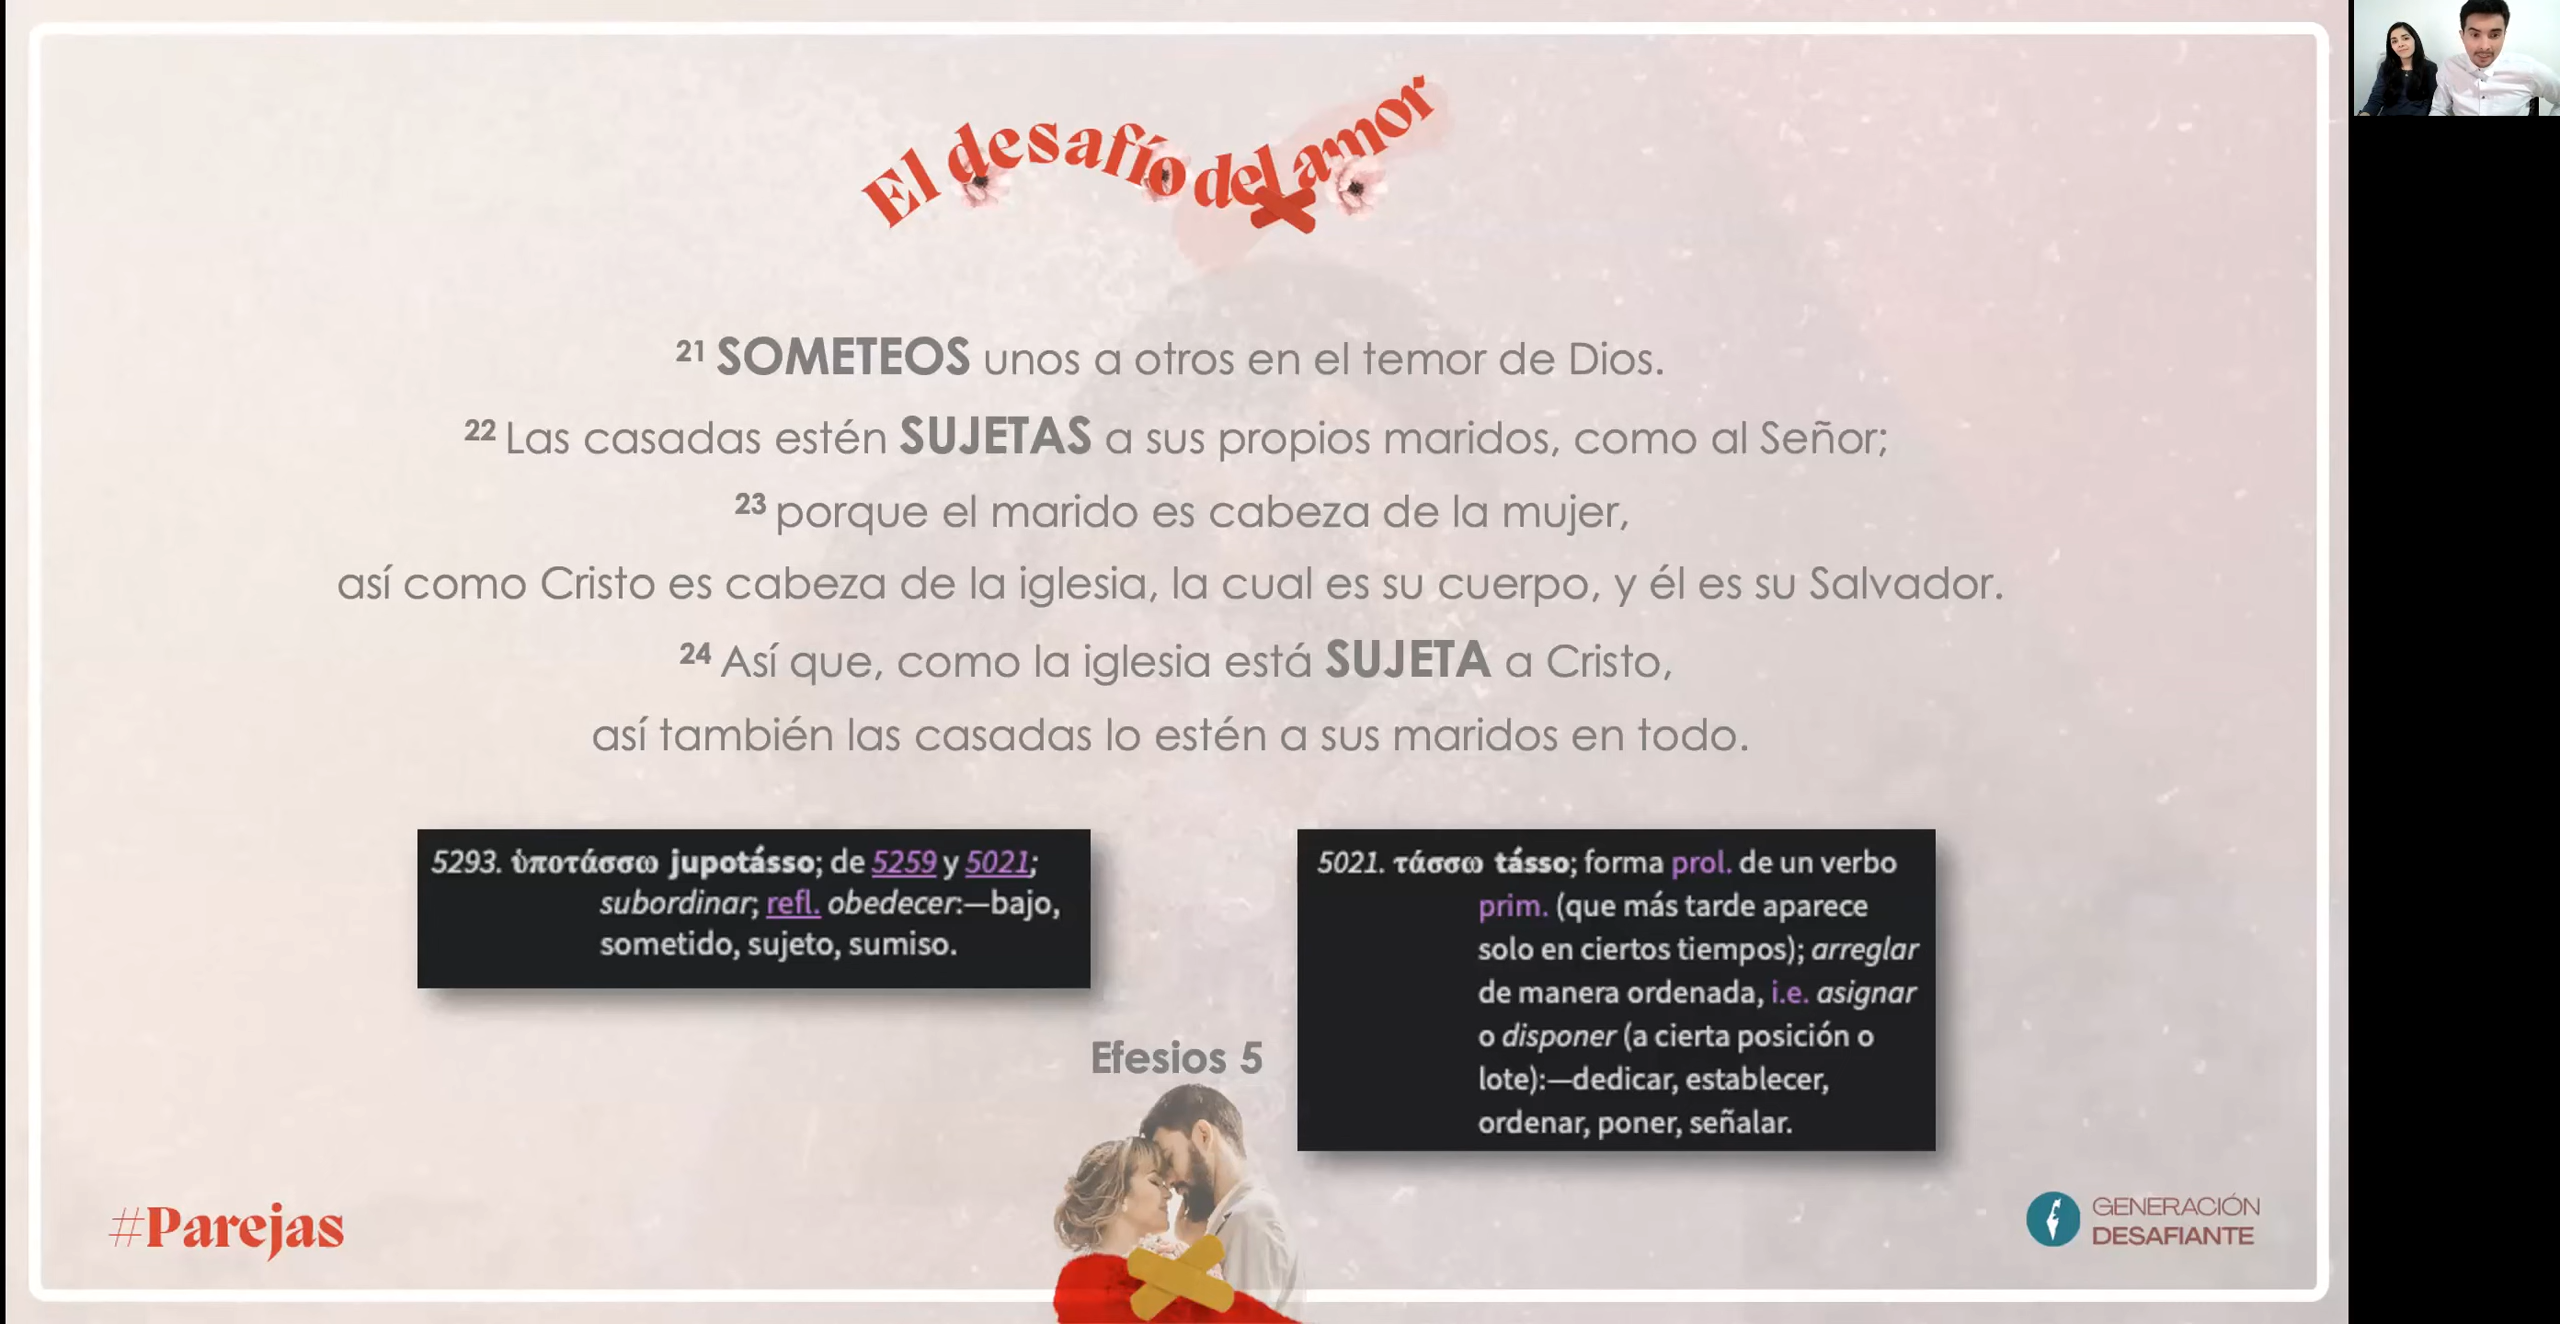 El desafío del amor
21 SOMETEOS unos a otros en el temor de Dios.
22 Las casadas estén SUJETAS a sus propios maridos, como al Señor;
23 porque el marido es cabeza de la mujer,
así como Cristo es cabeza de la iglesia, la cual es su cuerpo, y él es su Salvador.
24 Así que, como la iglesia está SUJETA a Cristo,
así también las casadas lo estén a sus maridos en todo.
5293. ὑποτάσσω jupotásso; de 5259 y 5021;
subordinar; refl. obedecer:—bajo,
sometido, sujeto, sumiso.
5021. τάσσω tásso; forma prol. de un verbo
prim. (que más tarde aparece
solo en ciertos tiempos); arreglar
de manera ordenada, i.e. asignar
o disponer (a cierta posición o
lote):—dedicar, establecer,
ordenar, poner, señalar.
Efesios 5
#Parejas
GENERACIÓN
DESAFIANTE